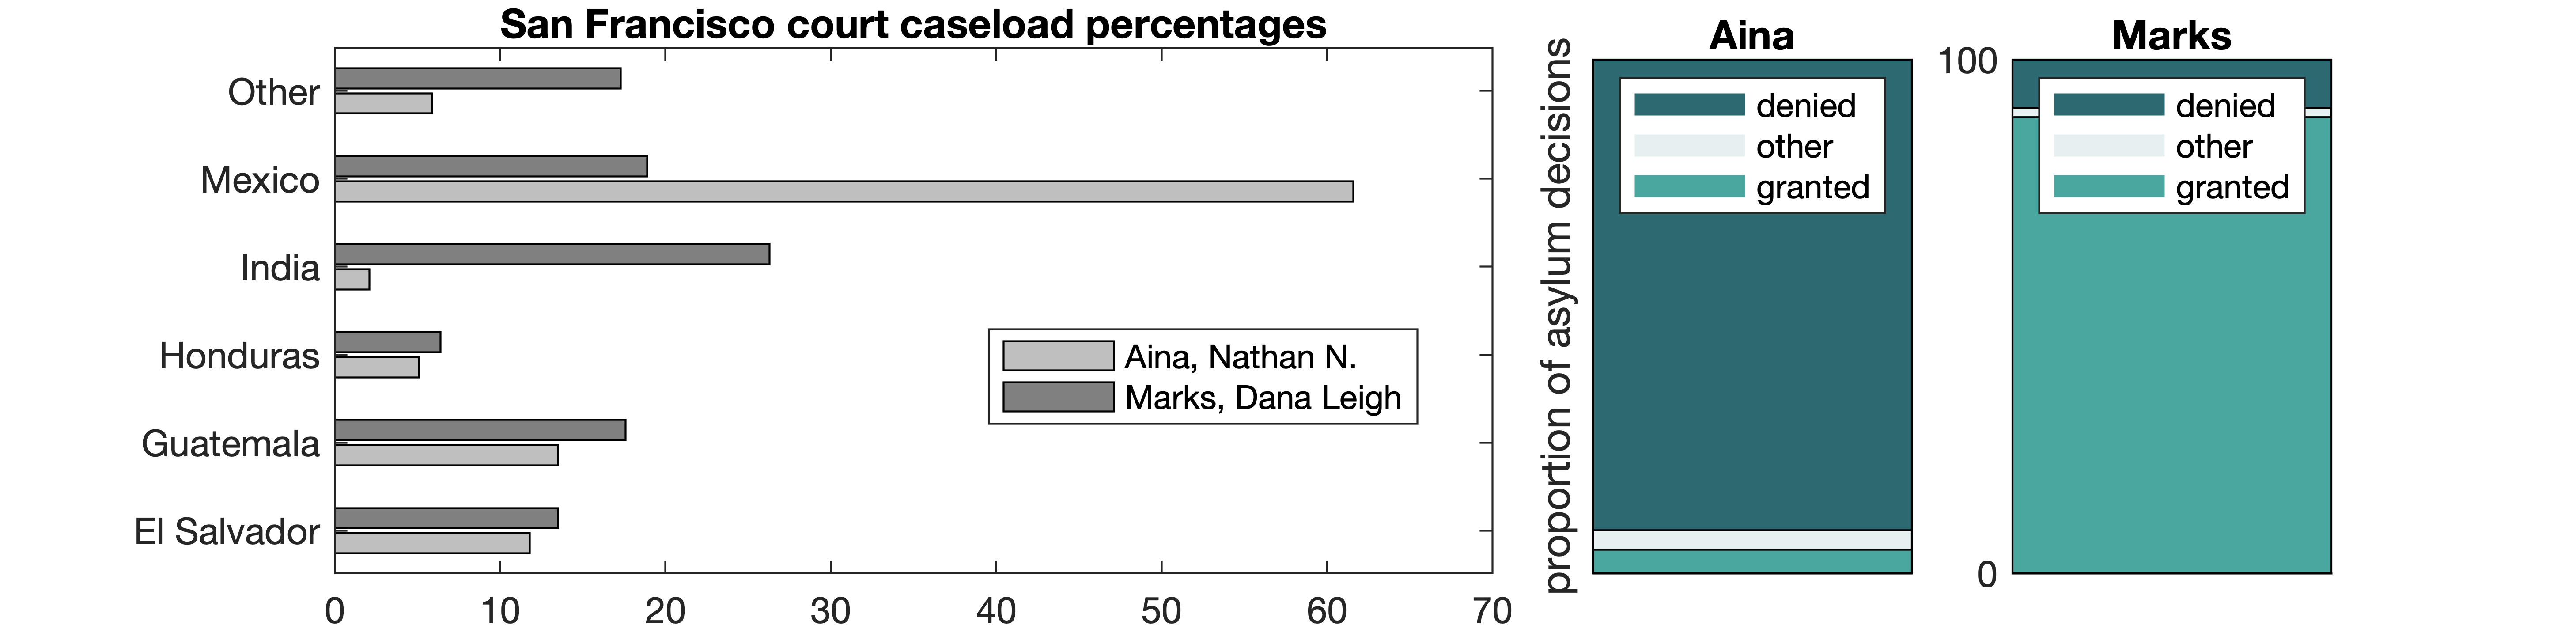 San Francisco court caseload percentages
Other
Mexico
India
Honduras
Guatemala
El Salvador
0 10 20 30 40 50 60 70
Aina, Nathan N.
Marks, Dana Leigh
proportion of asylum decisions
Aina
denied
other
granted
Marks
100
0
denied
other
granted